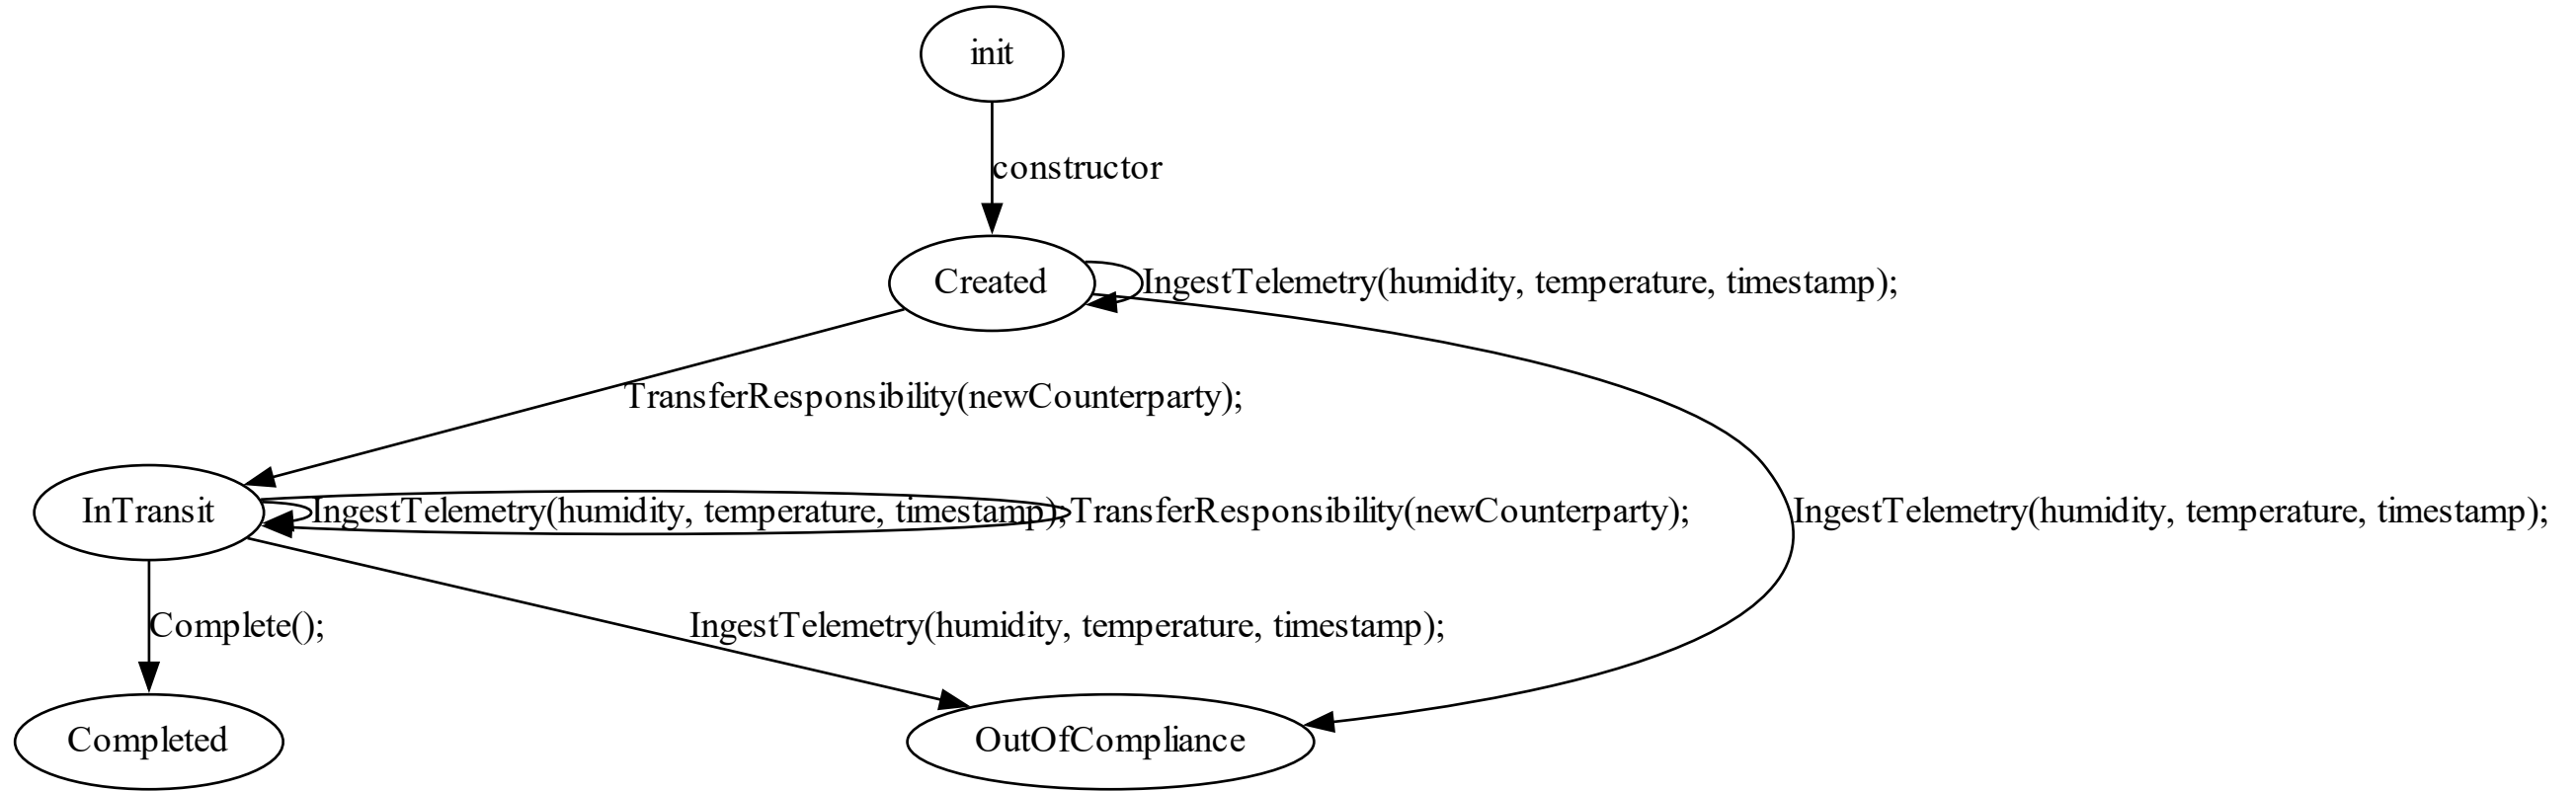 init
constructor
Created
IngestTelemetry(humidity, temperature, timestamp);
TransferResponsibility(newCounterparty);
InTransit
IngestTelemetry(humidity, temperature, timestamp);
TransferResponsibility(newCounterparty);
IngestTelemetry(humidity, temperature, timestamp);
Complete();
IngestTelemetry(humidity, temperature, timestamp);
Completed
OutOfCompliance